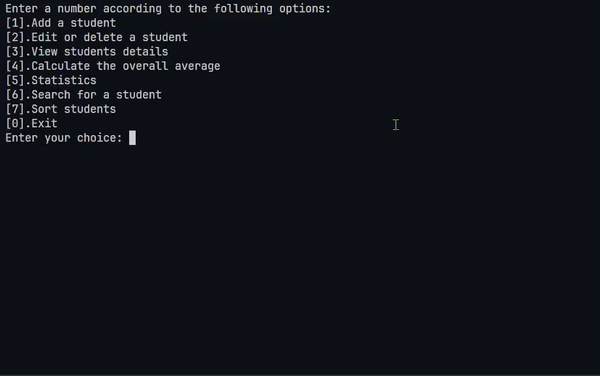 Enter a number according to the following options:
[1].Add a student
[2].Edit or delete a student
[3].View students details
[4].Calculate the overall average
[5].Statistics
[6].Search for a student
[7].Sort students
[0].Exit
Enter your choice: